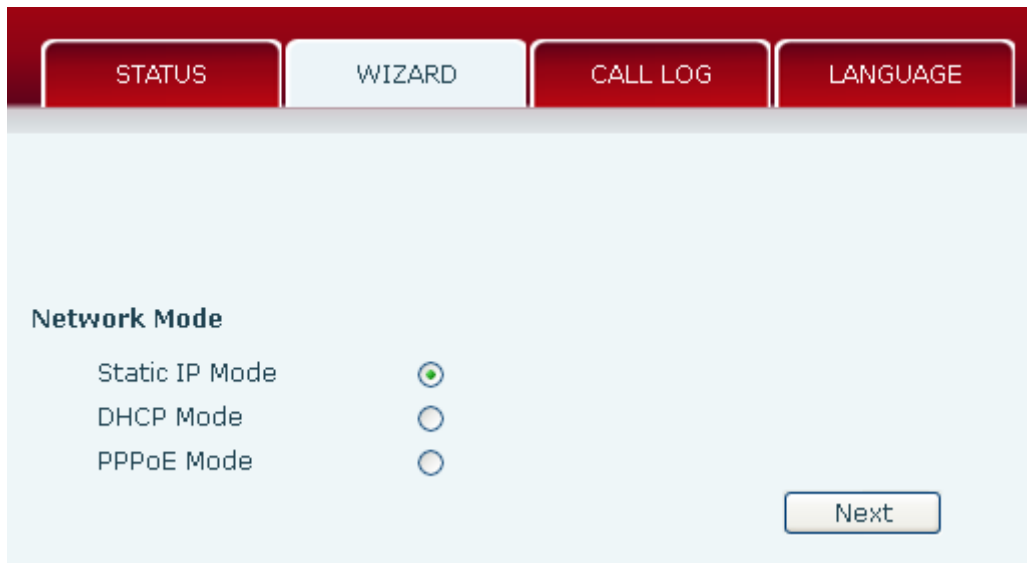 STATUS
WIZARD
CALL LOG
LANGUAGE
Network Mode
Static IP Mode
DHCP Mode
PPPoE Mode
Next